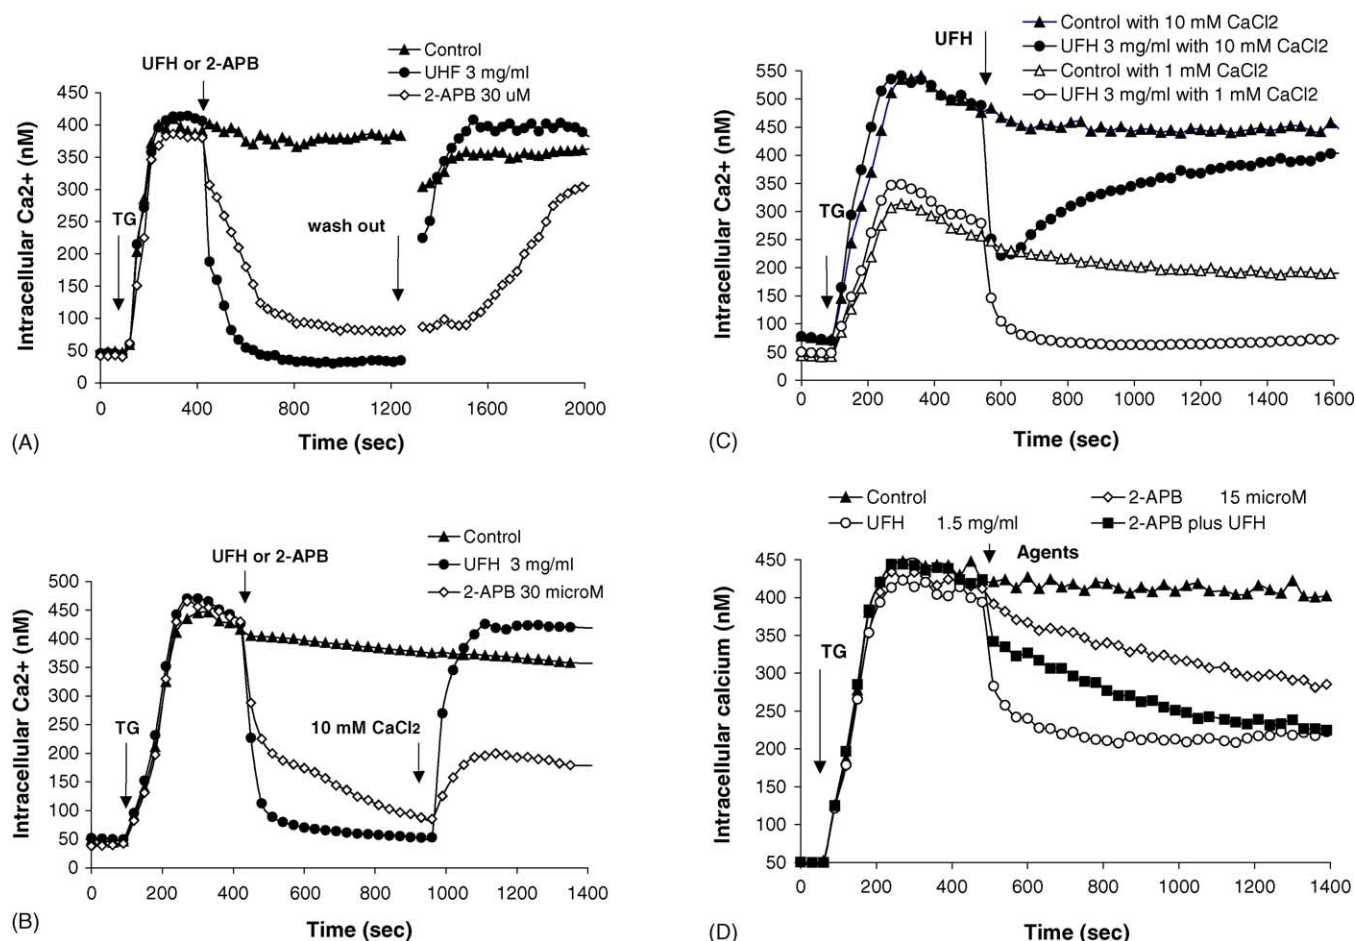 Control
UHF 3 mg/ml
2-APB 30 uM
UFH or 2-APB
TG
wash out
Intracellular Ca2+ (nM)
450
400
350
300
250
200
150
100
50
0
0 400 800 1200 1600 2000
Time (sec)
(A)
Control with 10 mM CaCl2
UFH 3 mg/ml with 10 mM CaCl2
Control with 1 mM CaCl2
UFH 3 mg/ml with 1 mM CaCl2
UFH
TG
Intracellular Ca2+ (nM)
550
500
450
400
350
300
250
200
150
100
50
0
0 200 400 600 800 1000 1200 1400 1600
Time (sec)
(C)
Control
UFH 3 mg/ml
2-APB 30 microM
UFH or 2-APB
TG
10 mM CaCl2
Intracellular Ca2+ (nM)
500
450
400
350
300
250
200
150
100
50
0
0 200 400 600 800 1000 1200 1400
Time (sec)
(B)
Control
2-APB 15 microM
UFH 1.5 mg/ml
2-APB plus UFH
Agents
TG
Intracellular calcium (nM)
450
400
350
300
250
200
150
100
50
0 200 400 600 800 1000 1200 1400
Time (sec)
(D)